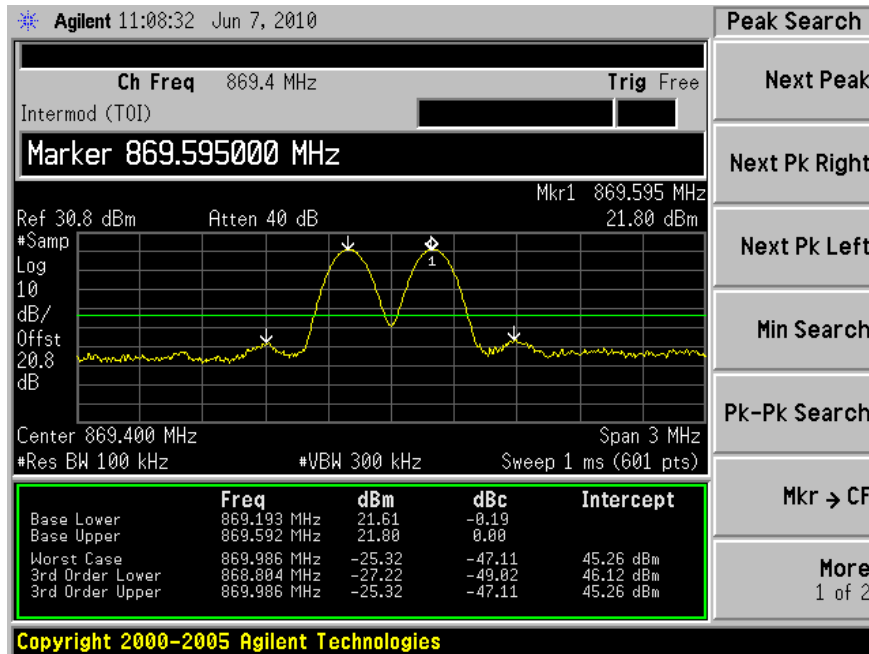 Agilent 11:08:32 Jun 7, 2010
Peak Search
Ch Freq 869.4 MHz Trig Free
Intermod (TOI)
Marker 869.595000 MHz
Mkr1 869.595 MHz
Ref 30.8 dBm Atten 40 dB 21.80 dBm
#Samp
Log
10
dB/
Offst
20.8
dB
1
Center 869.400 MHz Span 3 MHz
#Res BW 100 kHz #VBW 300 kHz Sweep 1 ms (601 pts)
Freq dBm dBc Intercept
Base Lower 869.193 MHz 21.61 -0.19
Base Upper 869.592 MHz 21.80 0.00
Worst Case 869.986 MHz -25.32 -47.11 45.26 dBm
3rd Order Lower 868.804 MHz -27.22 -49.02 46.12 dBm
3rd Order Upper 869.986 MHz -25.32 -47.11 45.26 dBm
Next Peak
Next Pk Right
Next Pk Left
Min Search
Pk-Pk Search
Mkr → CF
More
1 of 2
Copyright 2000-2005 Agilent Technologies